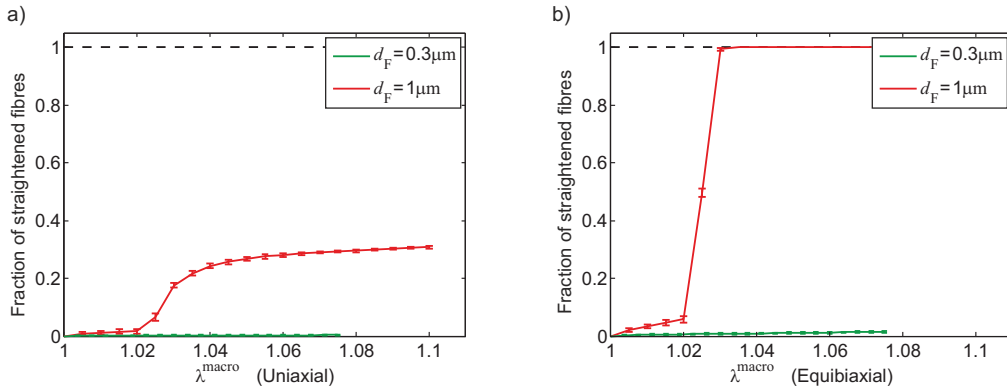 a)
Fraction of straightened fibres
1
0.8
0.6
0.4
0.2
0
1 1.02 1.04 1.06 1.08 1.1
λ^macro (Uniaxial)
d_F=0.3μm
d_F=1μm
b)
Fraction of straightened fibres
1
0.8
0.6
0.4
0.2
0
1 1.02 1.04 1.06 1.08 1.1
λ^macro (Equibiaxial)
d_F=0.3μm
d_F=1μm